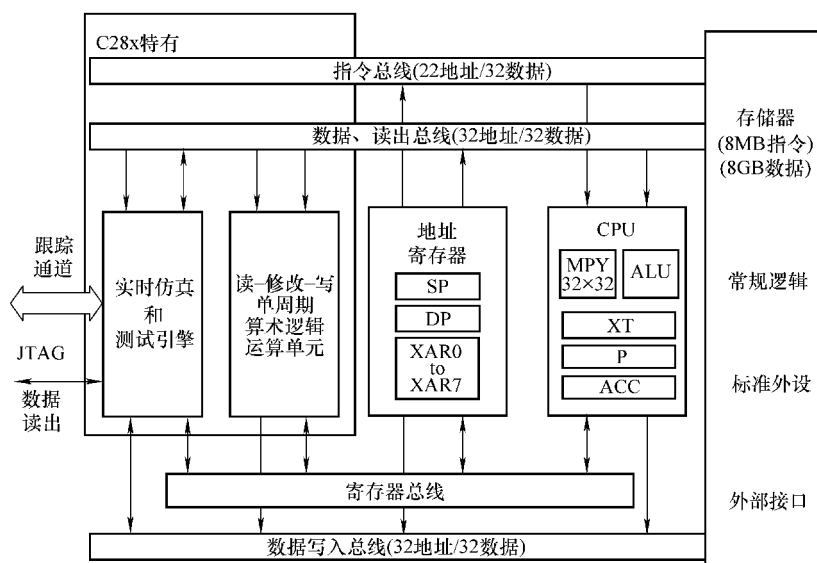 C28x特有
指令总线(22地址/32数据)
数据、读出总线(32地址/32数据)
存储器
(8MB指令)
(8GB数据)
常规逻辑
标准外设
外部接口
跟踪
通道
JTAG
数据
读出
实时仿真
和
测试引擎
读-修改-写
单周期
算术逻辑
运算单元
地址
寄存器
SP
DP
XAR0
to
XAR7
CPU
MPY
32×32
ALU
XT
P
ACC
寄存器总线
数据写入总线(32地址/32数据)